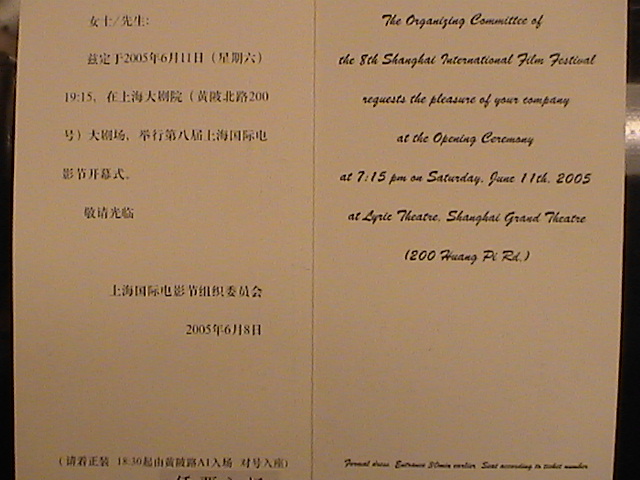 女士/先生：
兹定于2005年6月11日（星期六）
19:15，在上海大剧院（黄陂北路200
号）大剧场，举行第八届上海国际电
影节开幕式。
敬请光临
上海国际电影节组织委员会
2005年6月8日
（请着正装 18:30起由黄陂路A1入场 对号入座）
The Organizing Committee of
the 8th Shanghai International Film Festival
requests the pleasure of your company
at the Opening Ceremony
at 7:15 pm on Saturday, June 11th, 2005
at Lyric Theatre, Shanghai Grand Theatre
(200 Huang Pi Rd.)
Formal dress Entrance 30min earlier Seat according to ticket number